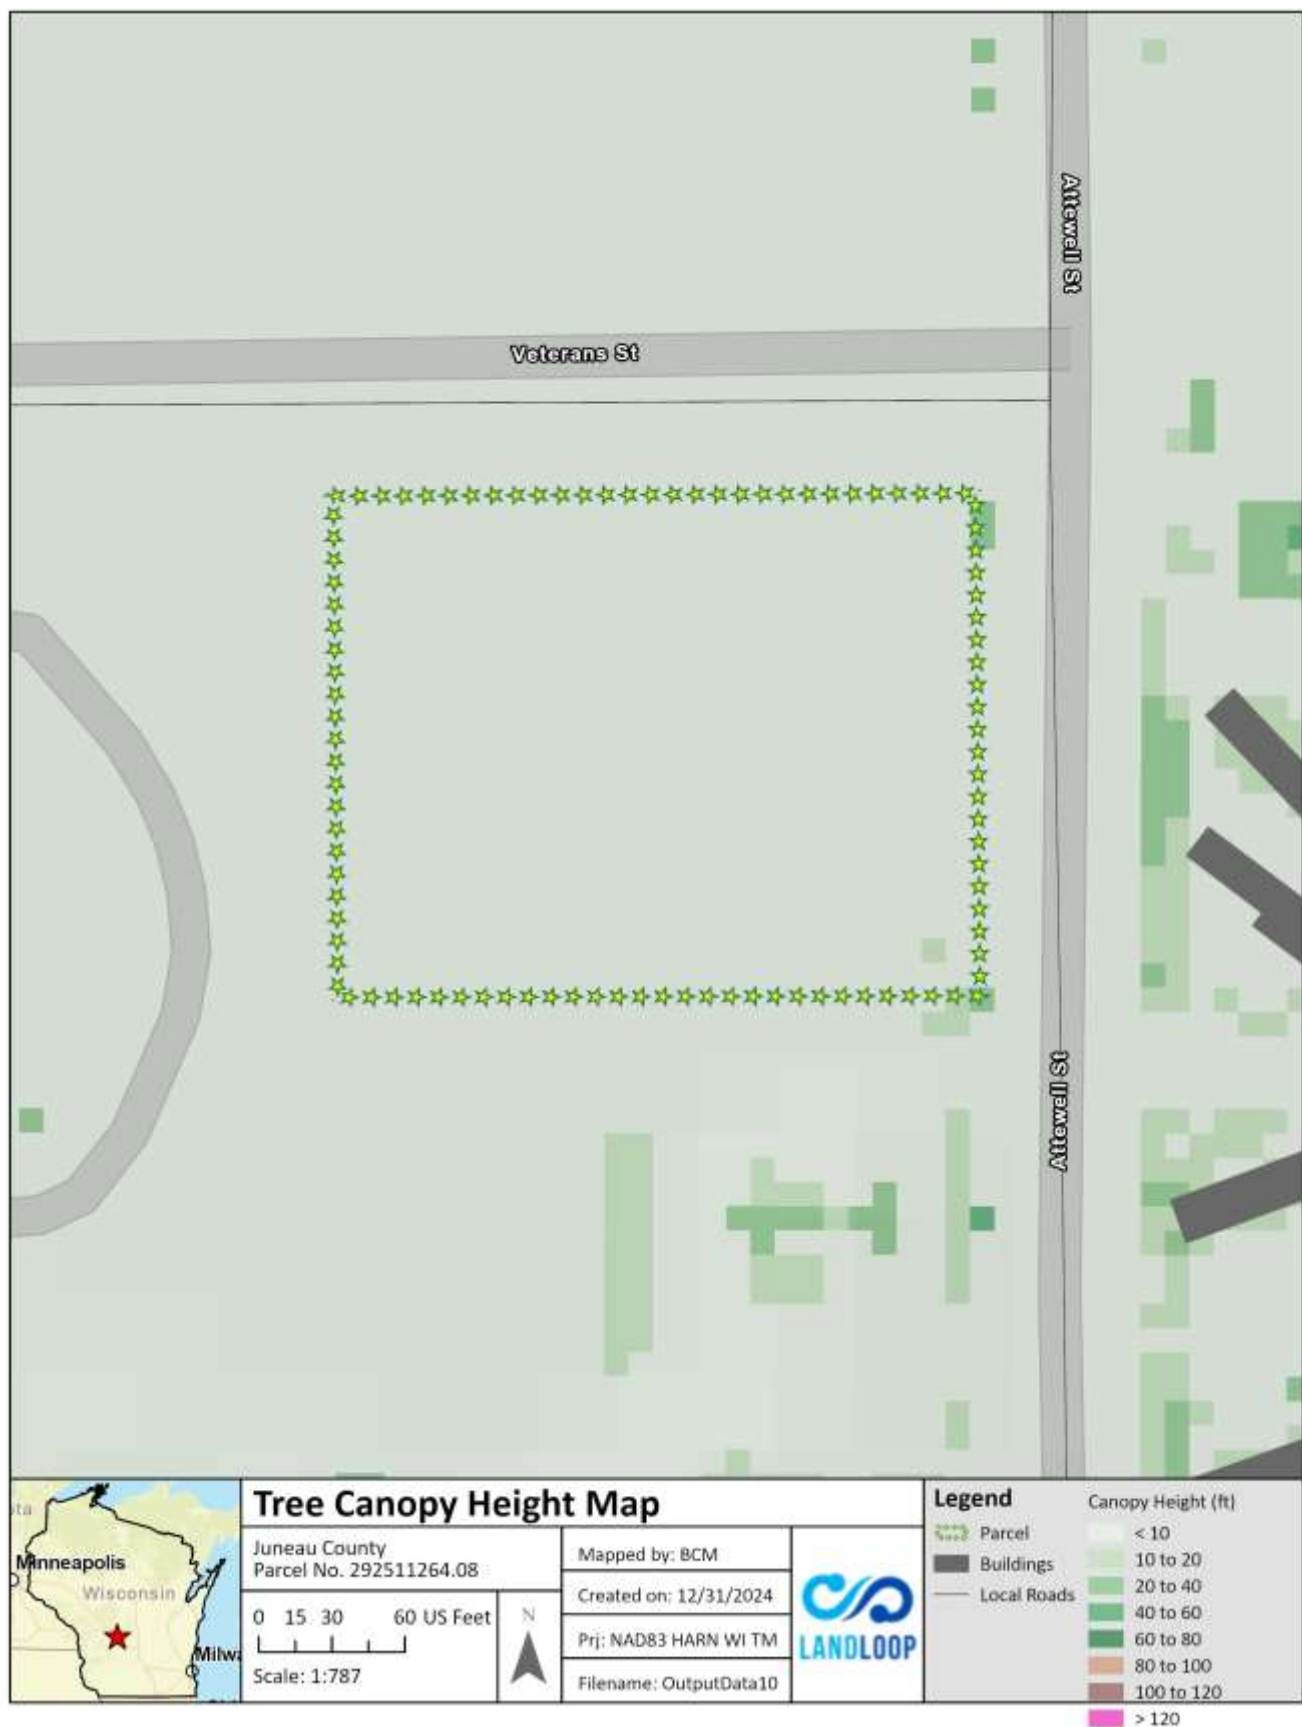 Attewell St
Veterans St
Attewell St
ota
Minneapolis
Wisconsin
Milwa
Tree Canopy Height Map
Juneau County
Parcel No. 292511264.08
0 15 30 60 US Feet
Scale: 1:787
N
Mapped by: BCM
Created on: 12/31/2024
Prj: NAD83 HARN WI TM
Filename: OutputData10
LANDLOOP
Legend
Parcel
Buildings
Local Roads
Canopy Height (ft)
< 10
10 to 20
20 to 40
40 to 60
60 to 80
80 to 100
100 to 120
> 120